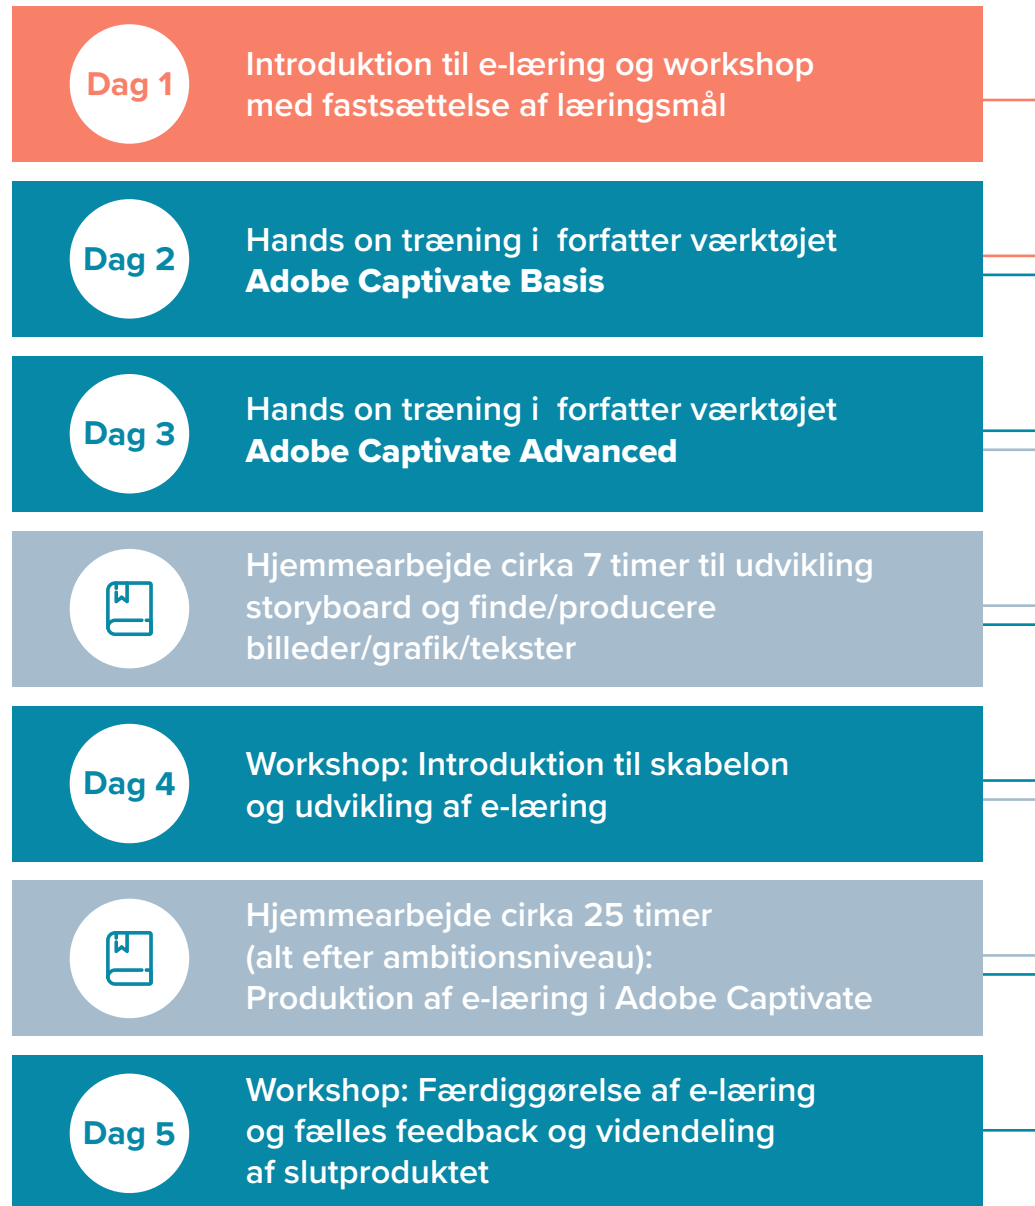 Dag 1
Introduktion til e-læring og workshop
med fastsættelse af læringsmål
Dag 2
Hands on træning i  forfatter værktøjet
Adobe Captivate Basis
Dag 3
Hands on træning i  forfatter værktøjet
Adobe Captivate Advanced
Hjemmearbejde cirka 7 timer til udvikling
storyboard og finde/producere
billeder/grafik/tekster
Dag 4
Workshop: Introduktion til skabelon
og udvikling af e-læring
Hjemmearbejde cirka 25 timer
(alt efter ambitionsniveau):
Produktion af e-læring i Adobe Captivate
Dag 5
Workshop: Færdiggørelse af e-læring
og fælles feedback og videndeling
af slutproduktet